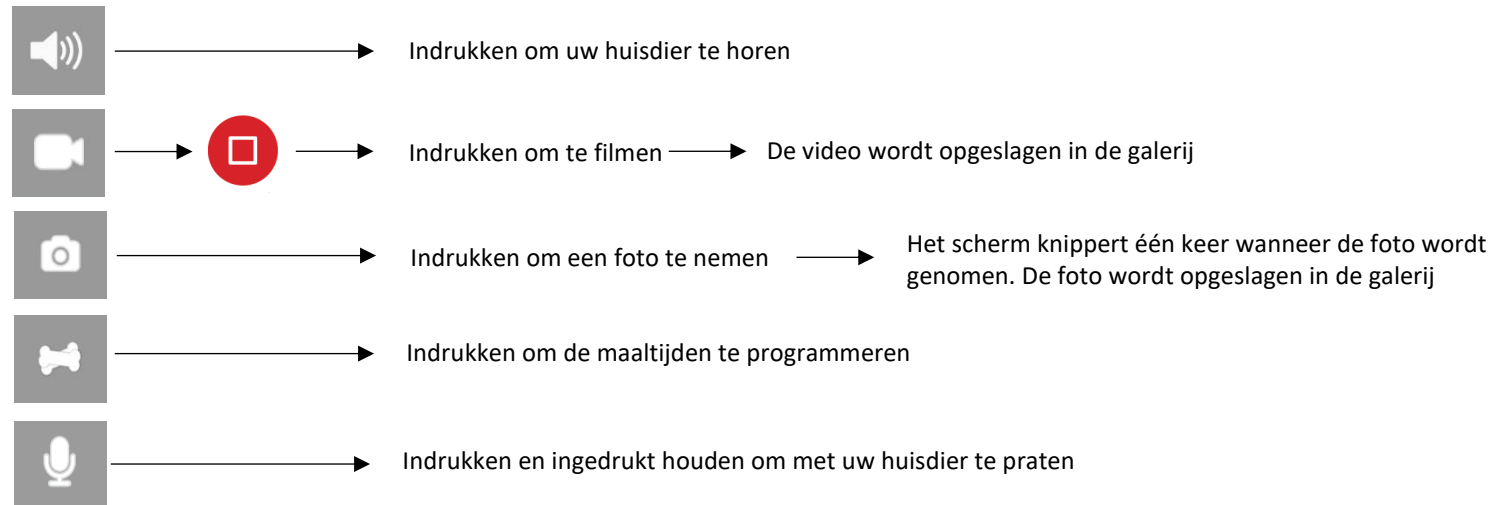 Indrukken om uw huisdier te horen
Indrukken om te filmen De video wordt opgeslagen in de galerij
Indrukken om een foto te nemen Het scherm knippert één keer wanneer de foto wordt
genomen. De foto wordt opgeslagen in de galerij
Indrukken om de maaltijden te programmeren
Indrukken en ingedrukt houden om met uw huisdier te praten